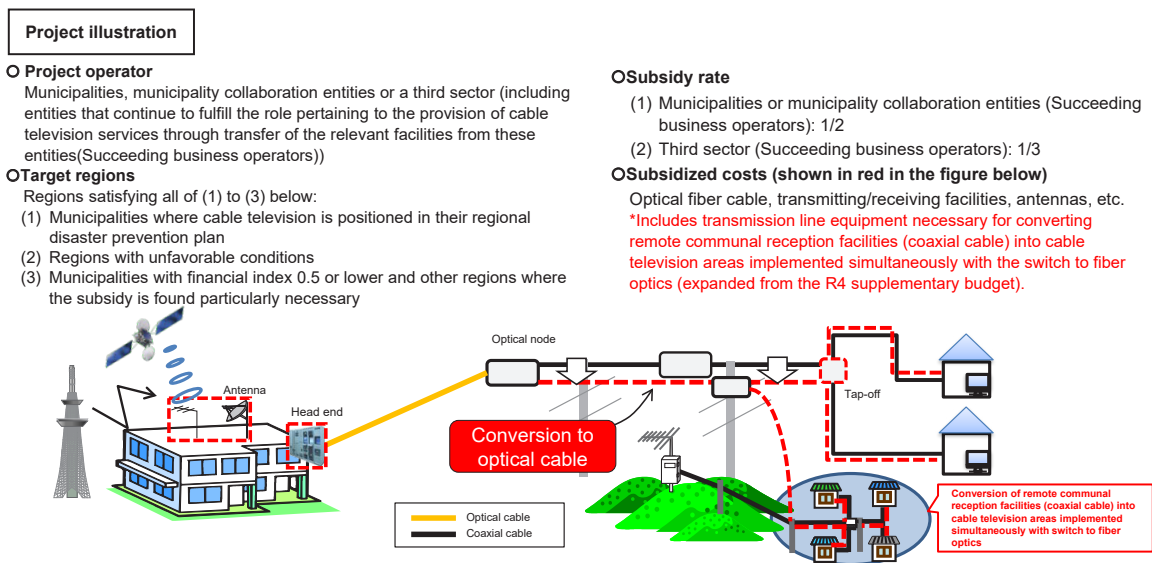 Project illustration
O Project operator
Municipalities, municipality collaboration entities or a third sector (including
entities that continue to fulfill the role pertaining to the provision of cable
television services through transfer of the relevant facilities from these
entities(Succeeding business operators))
OTarget regions
Regions satisfying all of (1) to (3) below:
(1) Municipalities where cable television is positioned in their regional
disaster prevention plan
(2) Regions with unfavorable conditions
(3) Municipalities with financial index 0.5 or lower and other regions where
the subsidy is found particularly necessary
OSubsidy rate
(1) Municipalities or municipality collaboration entities (Succeeding
business operators): 1/2
(2) Third sector (Succeeding business operators): 1/3
OSubsidized costs (shown in red in the figure below)
Optical fiber cable, transmitting/receiving facilities, antennas, etc.
*Includes transmission line equipment necessary for converting
remote communal reception facilities (coaxial cable) into cable
television areas implemented simultaneously with the switch to fiber
optics (expanded from the R4 supplementary budget).
Optical node
Antenna
Head end
Tap-off
Conversion to
optical cable
Optical cable
Coaxial cable
Conversion of remote communal
reception facilities (coaxial cable) into
cable television areas implemented
simultaneously with switch to fiber
optics